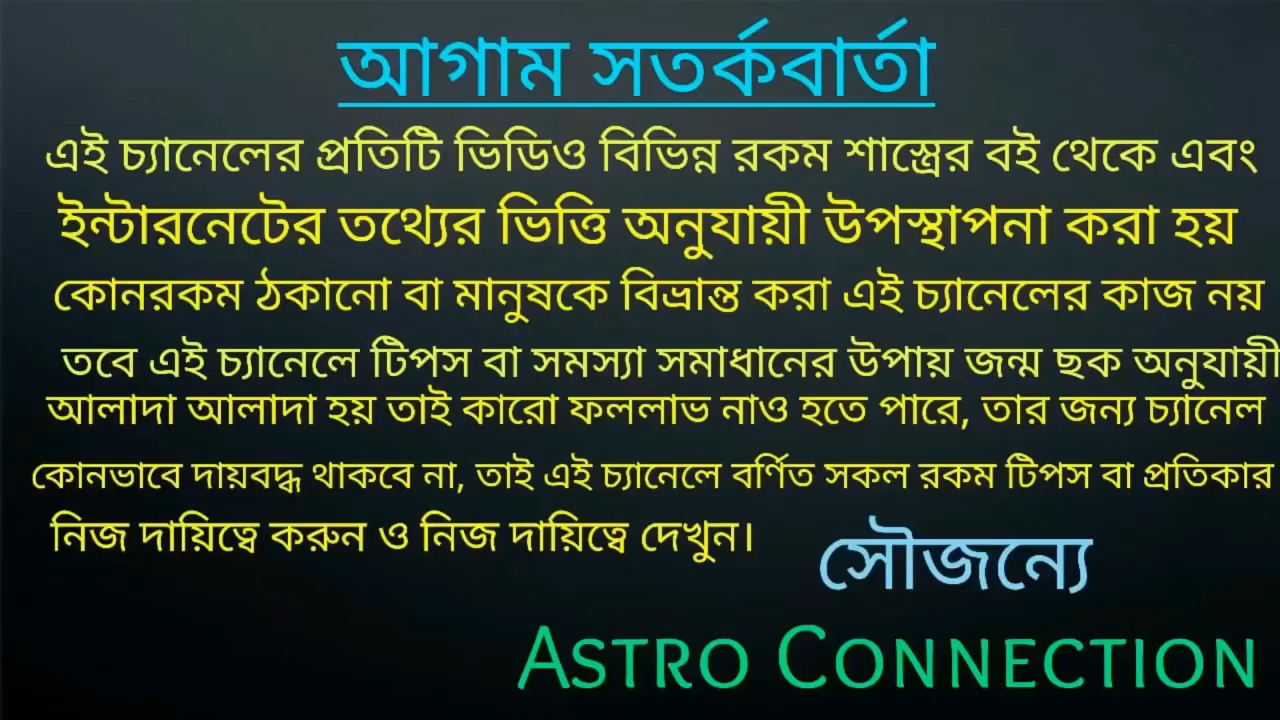 আগাম সতর্কবার্তা
এই চ্যানেলের প্রতিটি ভিডিও বিভিন্ন রকম শাস্ত্রের বই থেকে এবং
ইন্টারনেটের তথ্যের ভিত্তি অনুযায়ী উপস্থাপনা করা হয়
কোনরকম ঠকানো বা মানুষকে বিভ্রান্ত করা এই চ্যানেলের কাজ নয়
তবে এই চ্যানেলে টিপস বা সমস্যা সমাধানের উপায় জন্ম ছক অনুযায়ী
আলাদা আলাদা হয় তাই কারো ফললাভ নাও হতে পারে, তার জন্য চ্যানেল
কোনভাবে দায়বদ্ধ থাকবে না, তাই এই চ্যানেলে বর্ণিত সকল রকম টিপস বা প্রতিকার
নিজ দায়িত্বে করুন ও নিজ দায়িত্বে দেখুন।
সৌজন্যে
ASTRO CONNECTION